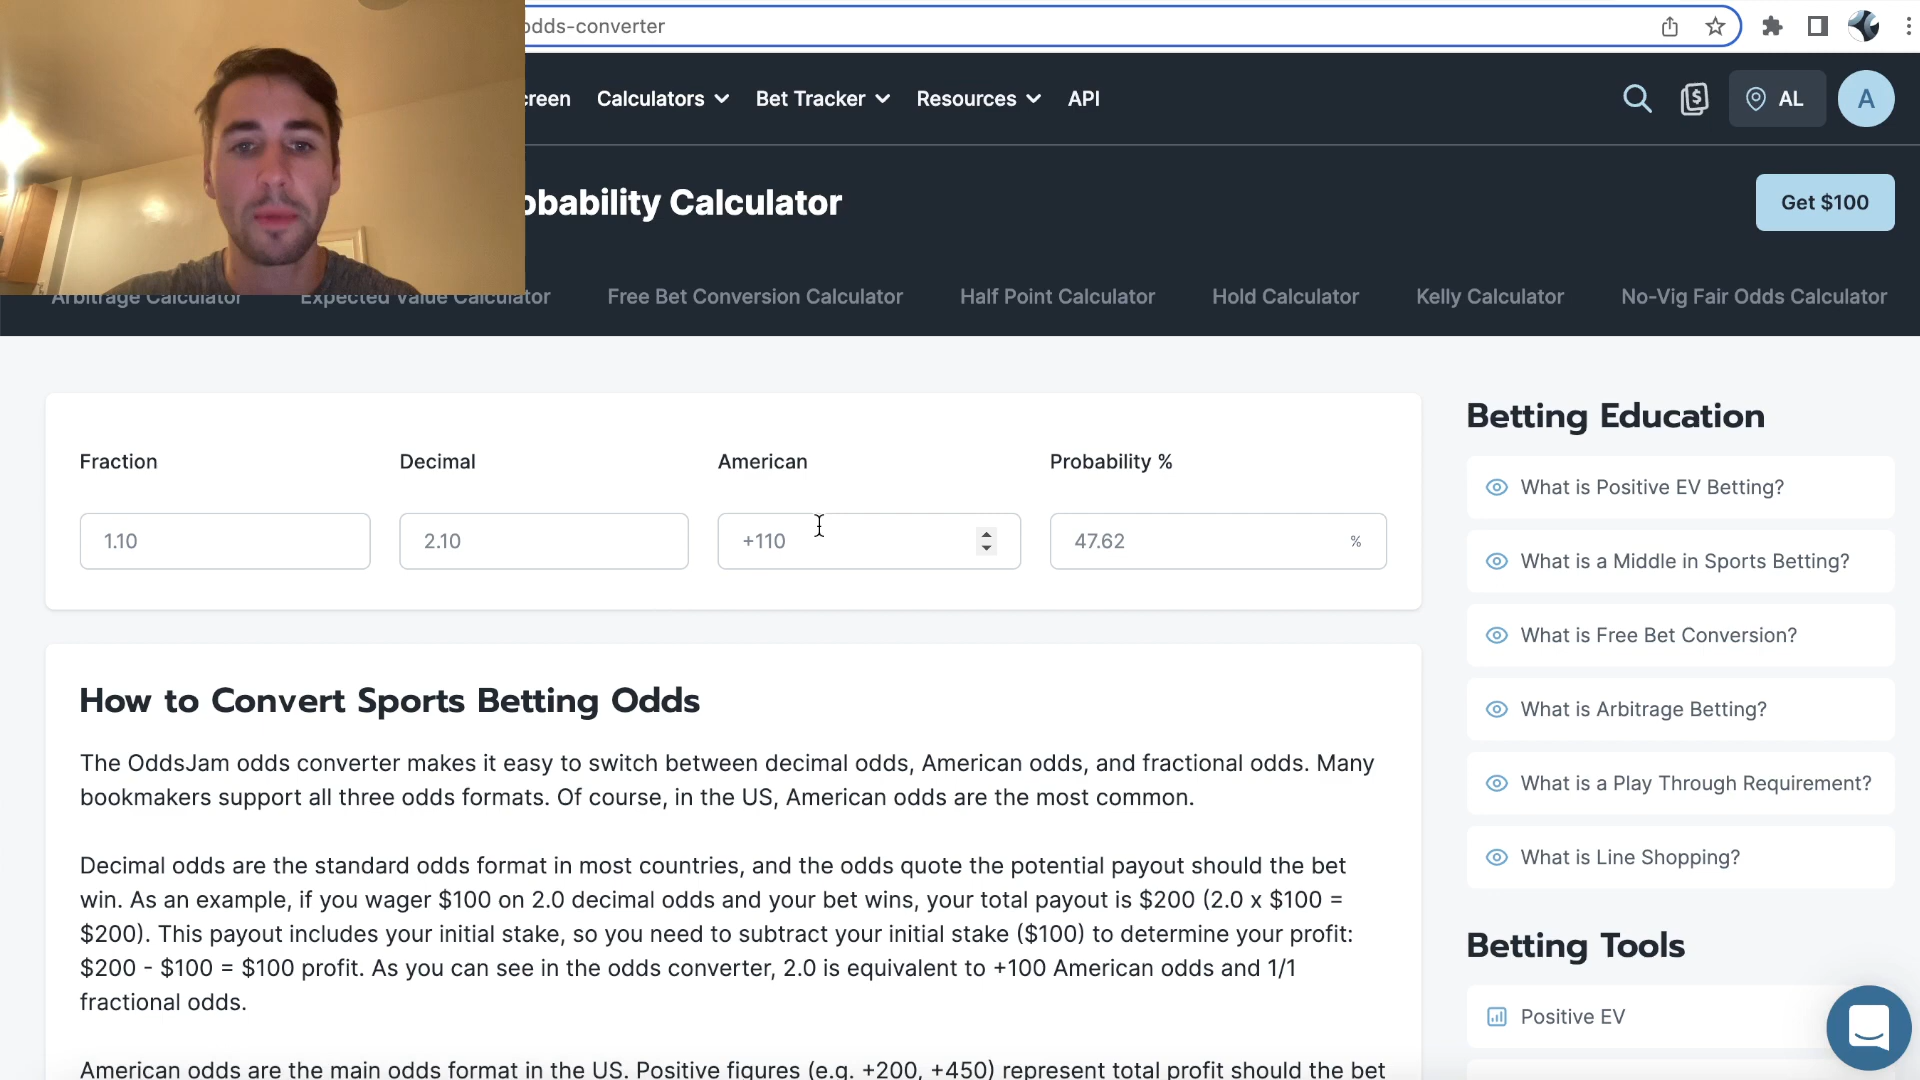 odds-converter
creen Calculators Bet Tracker Resources API
AL A
obability Calculator
Get $100
Arbitrage Calculator Expected Value Calculator Free Bet Conversion Calculator Half Point Calculator Hold Calculator Kelly Calculator No-Vig Fair Odds Calculator
Fraction Decimal American Probability %
1.10 2.10 +110 47.62 %
How to Convert Sports Betting Odds
The OddsJam odds converter makes it easy to switch between decimal odds, American odds, and fractional odds. Many
bookmakers support all three odds formats. Of course, in the US, American odds are the most common.
Decimal odds are the standard odds format in most countries, and the odds quote the potential payout should the bet
win. As an example, if you wager $100 on 2.0 decimal odds and your bet wins, your total payout is $200 (2.0 x $100 =
$200). This payout includes your initial stake, so you need to subtract your initial stake ($100) to determine your profit:
$200 - $100 = $100 profit. As you can see in the odds converter, 2.0 is equivalent to +100 American odds and 1/1
fractional odds.
American odds are the main odds format in the US. Positive figures (e.g. +200, +450) represent total profit should the bet
Betting Education
What is Positive EV Betting?
What is a Middle in Sports Betting?
What is Free Bet Conversion?
What is Arbitrage Betting?
What is a Play Through Requirement?
What is Line Shopping?
Betting Tools
Positive EV